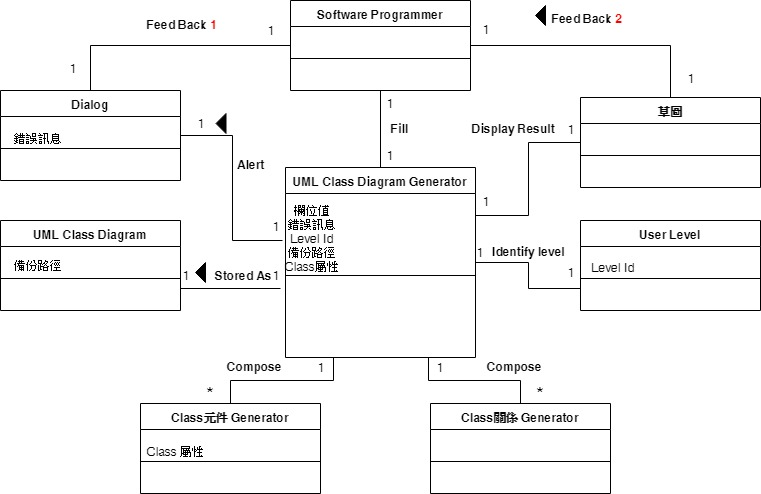 Software Programmer
Feed Back 1
1
1
Feed Back 2
1
1
Dialog
錯誤訊息
1
Fill
1
1
Alert
1
Display Result
1
1
草圖
UML Class Diagram Generator
欄位值
錯誤訊息
Level Id
備份路徑
Class屬性
UML Class Diagram
備份路徑
1
Stored As
1
1
Identify level
1
User Level
Level Id
Compose
1
*
1
Compose
*
Class元件 Generator
Class 屬性
Class關係 Generator